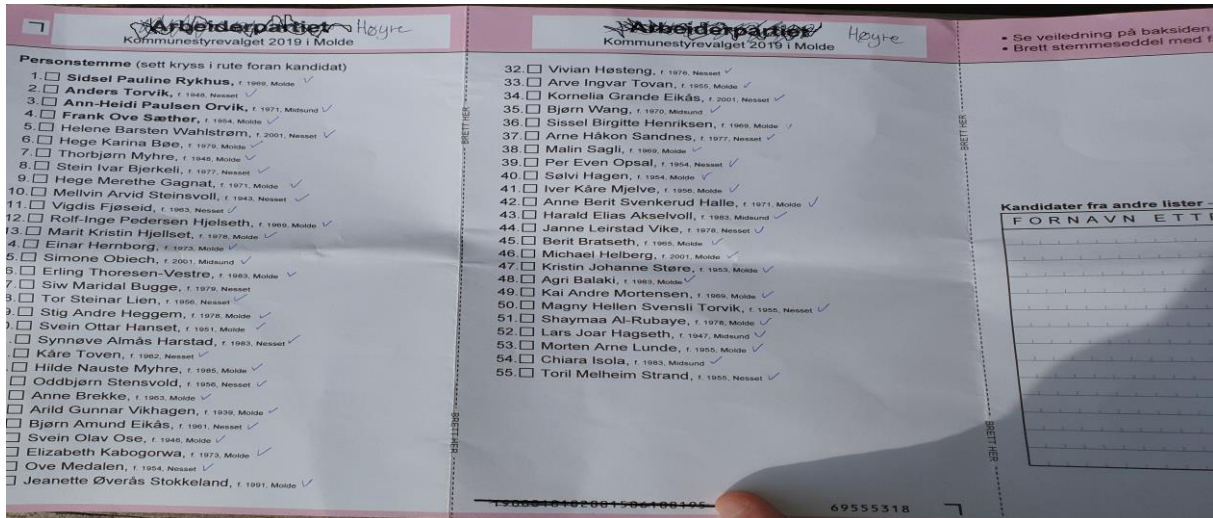 Arbeiderpartiet Høyre
Kommunestyrevalget 2019 i Molde
Personstemme (sett kryss i rute foran kandidat)
1. Sidsel Pauline Rykhus, f. 1969, Molde
2. Anders Torvik, f. 1948, Nesset
3. Ann-Heidi Paulsen Orvik, f. 1971, Midsund
4. Frank Ove Sæther, f. 1954, Molde
5. Helene Barsten Wahlstrøm, f. 2001, Nesset
6. Hege Karina Bøe, f. 1979, Molde
7. Thorbjørn Myhre, f. 1948, Molde
8. Stein Ivar Bjerkeli, f. 1977, Nesset
9. Hege Merethe Gagnat, f. 1971, Molde
10. Mellvin Arvid Steinsvoll, f. 1943, Nesset
11. Vigdis Fjøseid, f. 1963, Nesset
12. Rolf-Inge Pedersen Hjelseth, f. 1969, Molde
13. Marit Kristin Hjellset, f. 1978, Molde
4. Einar Hernborg, f. 1973, Molde
5. Simone Obiech, f. 2001, Midsund
6. Erling Thoresen-Vestre, f. 1983, Molde
7. Siw Maridal Bugge, f. 1979, Nesset
8. Tor Steinar Lien, f. 1956, Nesset
9. Stig Andre Heggem, f. 1978, Molde
Svein Ottar Hanset, f. 1951, Molde
Synnøve Almås Harstad, f. 1983, Nesset
Kåre Toven, f. 1962, Nesset
Hilde Nauste Myhre, f. 1985, Molde
Oddbjørn Stensvold, f. 1956, Nesset
Anne Brekke, f. 1963, Molde
Arild Gunnar Vikhagen, f. 1939, Molde
Bjørn Amund Eikås, f. 1961, Nesset
Svein Olav Ose, f. 1946, Molde
Elizabeth Kabogorwa, f. 1973, Molde
Ove Medalen, f. 1954, Nesset
Jeanette Øverås Stokkeland, f. 1991, Molde
BRETT HER
BRETT HER
Arbeiderpartiet Høyre
Kommunestyrevalget 2019 i Molde
32. Vivian Høsteng, f. 1976, Nesset
33. Arve Ingvar Tovan, f. 1955, Molde
34. Kornelia Grande Eikås, f. 2001, Nesset
35. Bjørn Wang, f. 1970, Midsund
36. Sissel Birgitte Henriksen, f. 1969, Molde
37. Arne Håkon Sandnes, f. 1977, Nesset
38. Malin Sagli, f. 1969, Molde
39. Per Even Opsal, f. 1954, Nesset
40. Sølvi Hagen, f. 1954, Molde
41. Iver Kåre Mjelve, f. 1956, Molde
42. Anne Berit Svenkerud Halle, f. 1971, Molde
43. Harald Elias Akselvoll, f. 1983, Midsund
44. Janne Leirstad Vike, f. 1978, Nesset
45. Berit Bratseth, f. 1965, Molde
46. Michael Helberg, f. 2001, Molde
47. Kristin Johanne Støre, f. 1953, Molde
48. Agri Balaki, f. 1983, Molde
49. Kai Andre Mortensen, f. 1969, Molde
50. Magny Hellen Svensli Torvik, f. 1955, Nesset
51. Shaymaa Al-Rubaye, f. 1978, Molde
52. Lars Joar Hagseth, f. 1947, Midsund
53. Morten Arne Lunde, f. 1955, Molde
54. Chiara Isola, f. 1983, Midsund
55. Toril Melheim Strand, f. 1955, Nesset
69555318
BRETT HER
BRETT HER
• Se veiledning på baksiden
• Brett stemmeseddel med
Kandidater fra andre lister -
FORNAVN